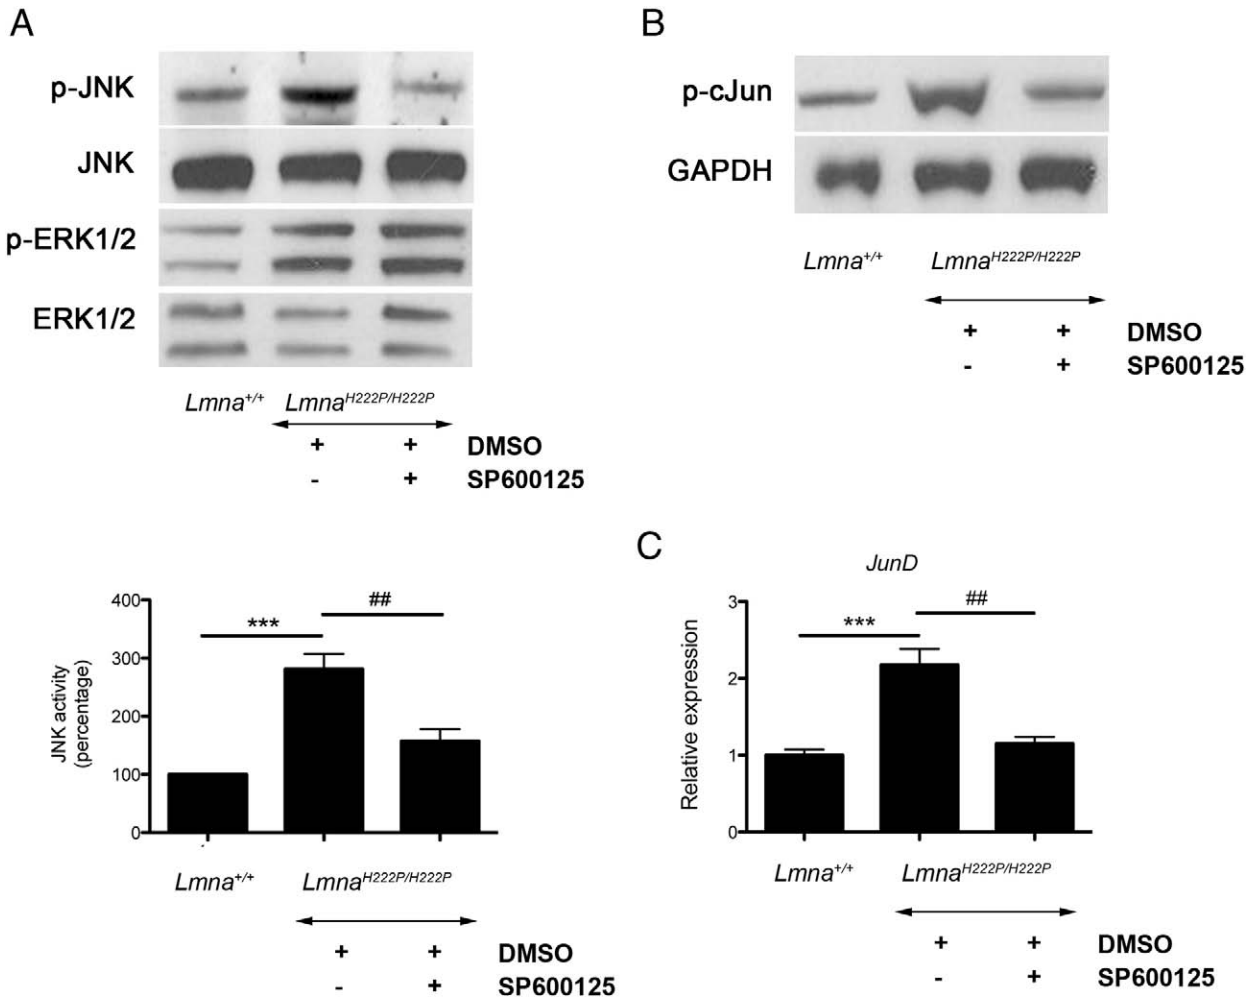 A
p-JNK
JNK
p-ERK1/2
ERK1/2
Lmna+/+ LmnaH222P/H222P
+ + DMSO
- + SP600125
B
p-cJun
GAPDH
Lmna+/+ LmnaH222P/H222P
+ + DMSO
- + SP600125
JNK activity
(percentage)
400
300
200
100
0
***
##
Lmna+/+ LmnaH222P/H222P
+ + DMSO
- + SP600125
C
JunD
Relative expression
3
2
1
0
***
##
Lmna+/+ LmnaH222P/H222P
+ + DMSO
- + SP600125